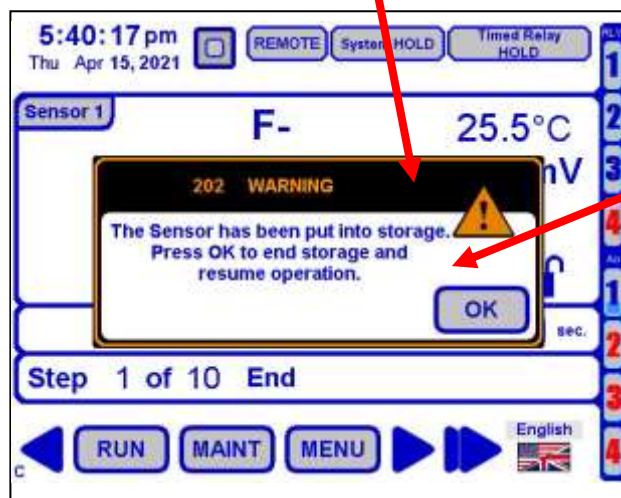 5:40:17 pm
Thu Apr 15, 2021
REMOTE
System HOLD
Timed Relay
HOLD
Sensor 1
F-
25.5°C
202 WARNING
The Sensor has been put into storage.
Press OK to end storage and
resume operation.
OK
sec.
Step 1 of 10 End
RUN
MAINT
MENU
English
C
1
2
3
4
1
2
3
4